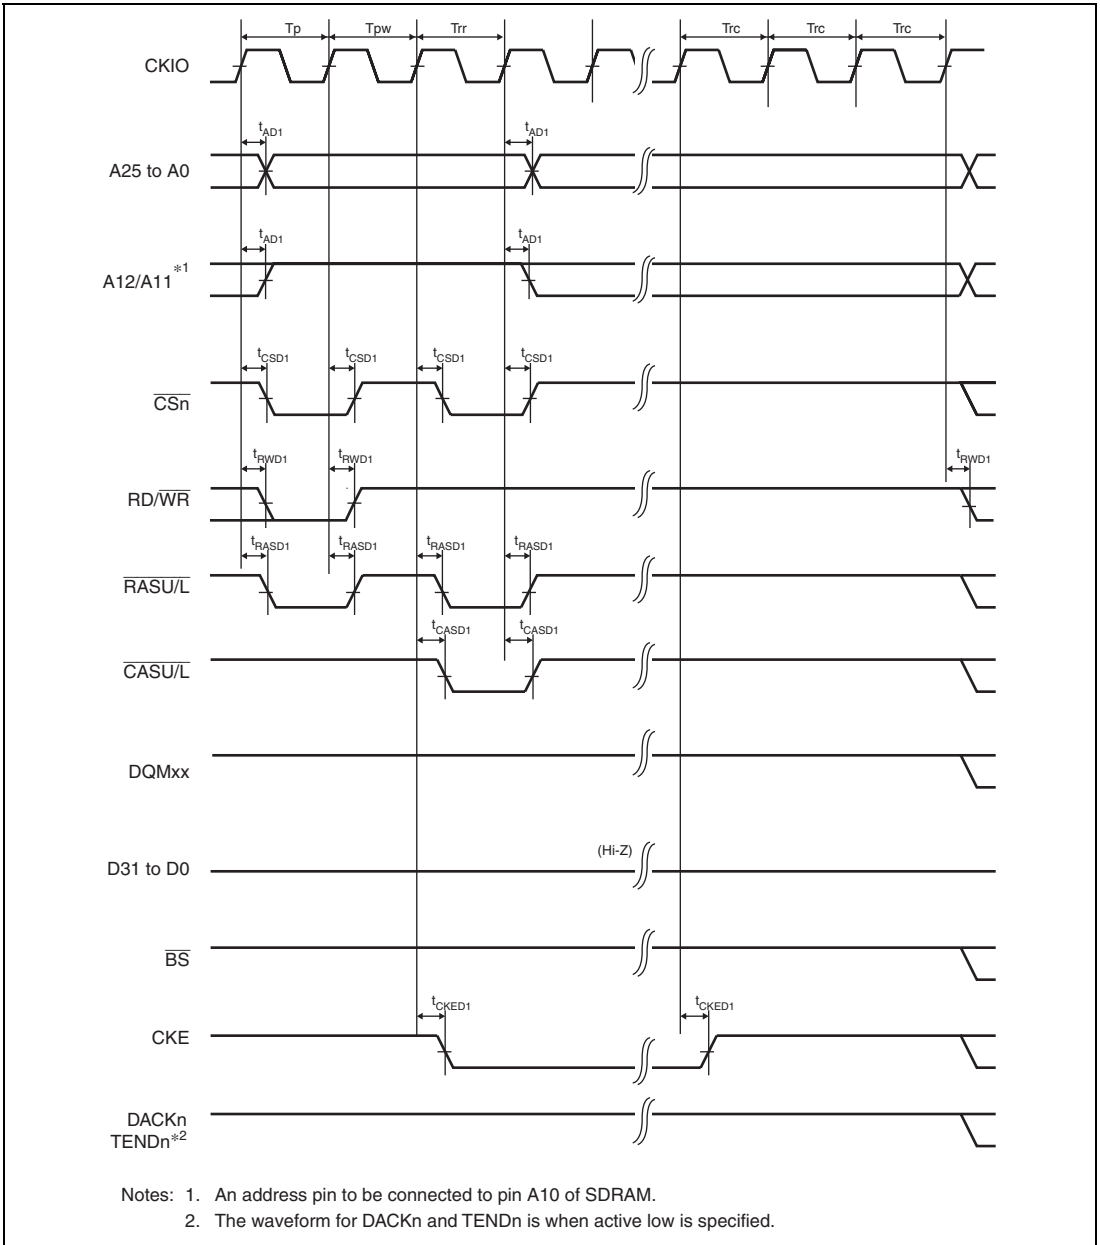 Tp Tpw Trr Trc Trc Trc
CKIO
tAD1 tAD1
A25 to A0
tAD1 tAD1
A12/A11*1
tCSD1 tCSD1 tCSD1 tCSD1
CSn
tRWD1 tRWD1 tRWD1
RD/WR
tRASD1 tRASD1 tRASD1 tRASD1
RASU/L
tCASD1 tCASD1
CASU/L
DQMxx
(Hi-Z)
D31 to D0
BS
tCKED1 tCKED1
CKE
DACKn
TENDn*2
Notes: 1. An address pin to be connected to pin A10 of SDRAM.
2. The waveform for DACKn and TENDn is when active low is specified.